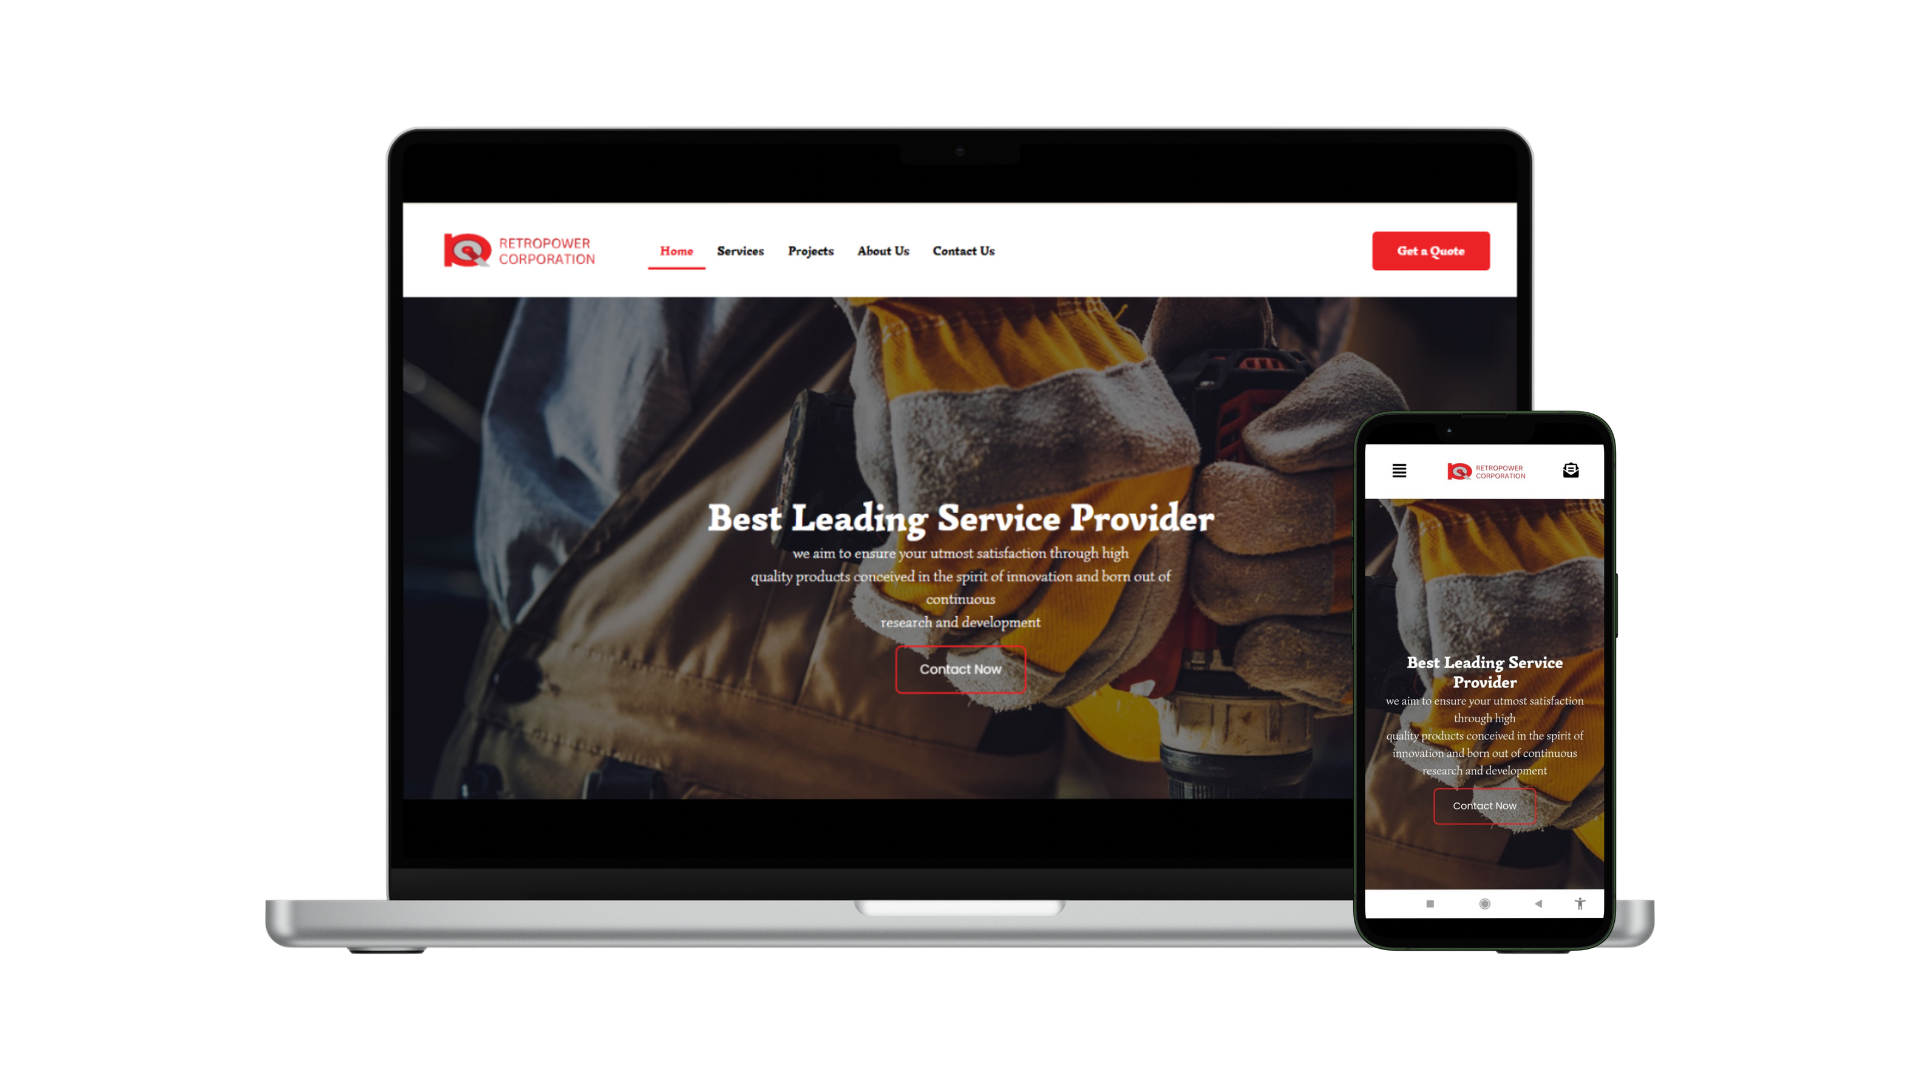 RETROPOWER
CORPORATION
Home Services Projects About Us Contact Us
Get a Quote
Best Leading Service Provider
we aim to ensure your utmost satisfaction through high
quality products conceived in the spirit of innovation and born out of
continuous
research and development
Contact Now
RETROPOWER
CORPORATION
Best Leading Service
Provider
we aim to ensure your utmost satisfaction
through high
quality products conceived in the spirit of
innovation and born out of continuous
research and development
Contact Now